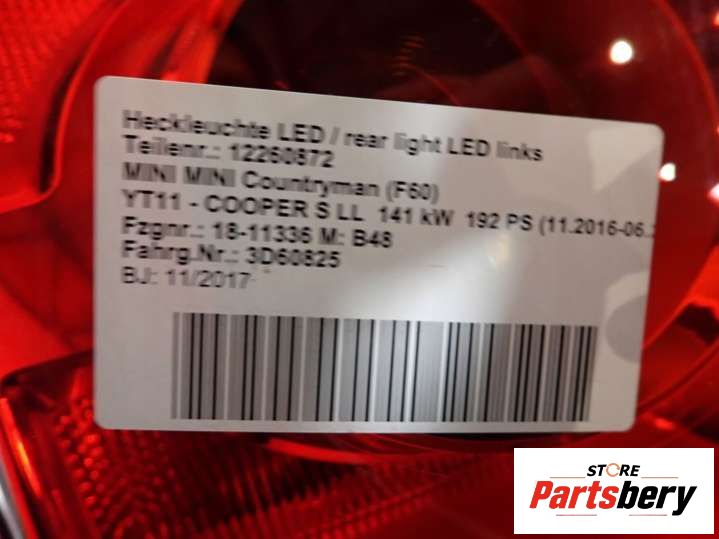 Heckleuchte LED / rear light LED links
Teilenr.: 12260872
MINI MINI Countryman (F60)
YT11 - COOPER S LL 141 kW 192 PS (11.2016-06.
Fzgnr.: 18-11336 M: B48
Fahrg.Nr.: 3D60825
BJ: 11/2017
STORE
Partsbery